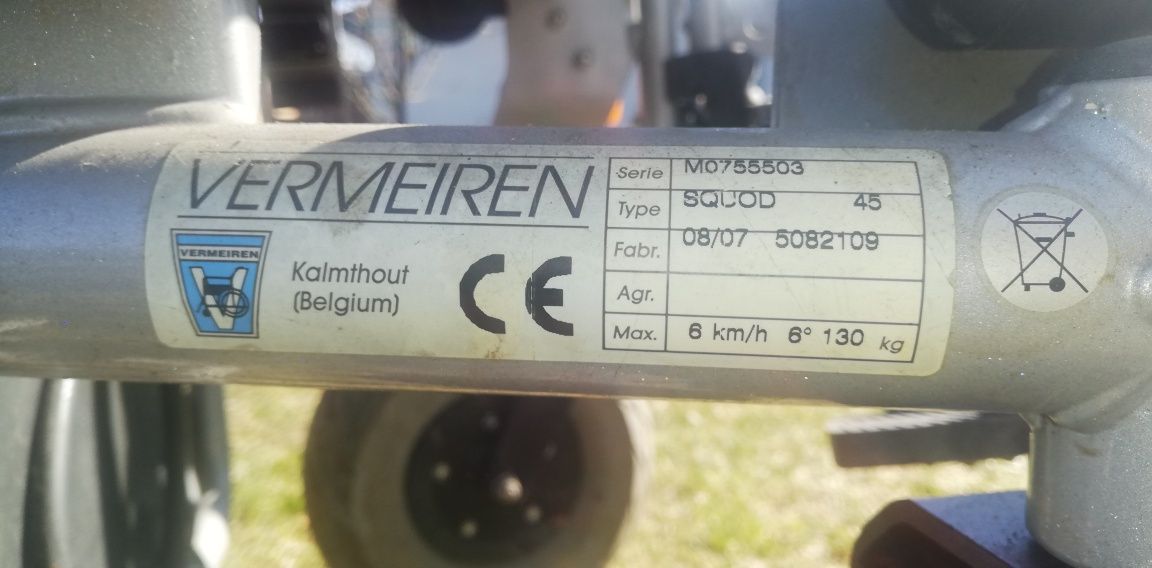 VERMEIREN
VERMEIREN
Kalmthout
(Belgium)
CE
Serie M0755503
Type SQUOD 45
Fabr. 08/07 5082109
Agr.
Max. 6 km/h 6° 130 kg